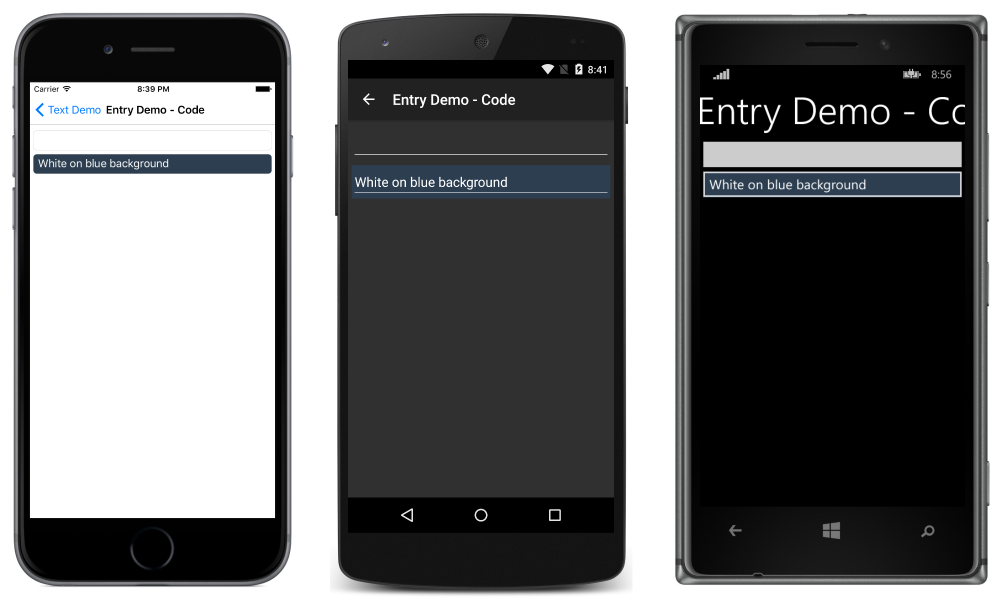 Carrier 8:39 PM
Text Demo Entry Demo - Code
White on blue background
8:41
Entry Demo - Code
White on blue background
8:56
Entry Demo - Co
White on blue background